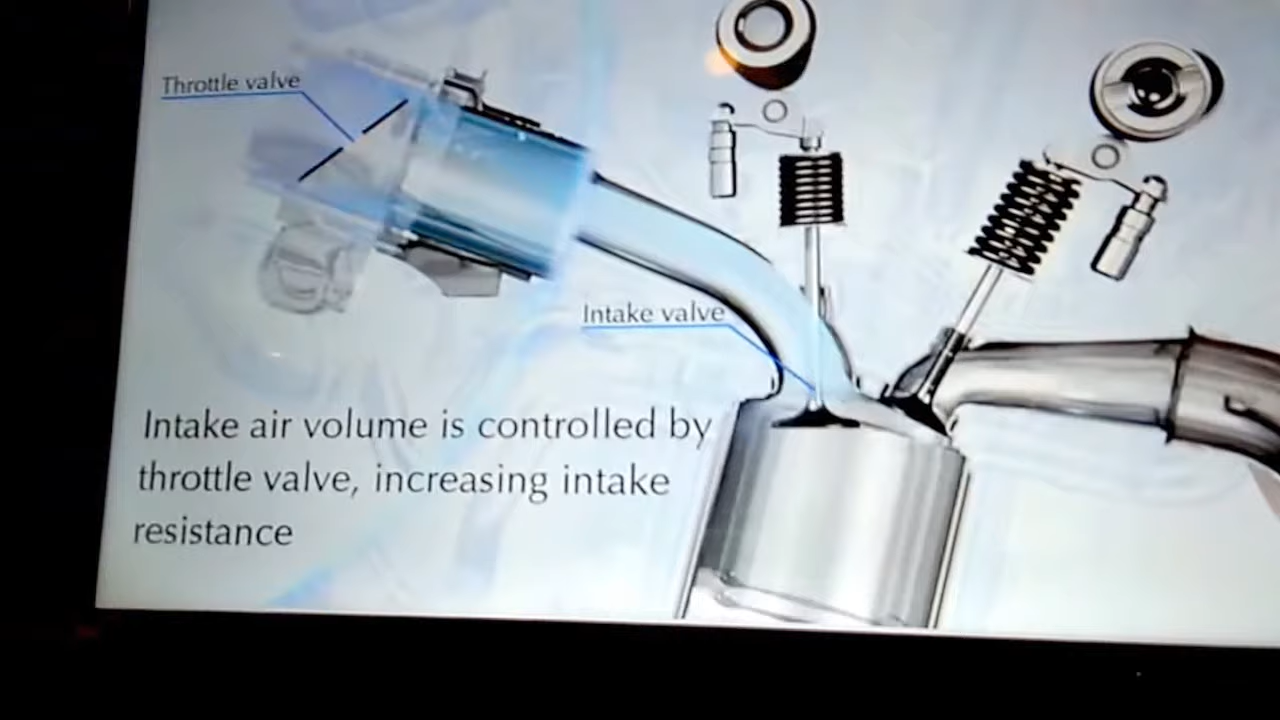 Throttle valve
Intake valve
Intake air volume is controlled by
throttle valve, increasing intake
resistance